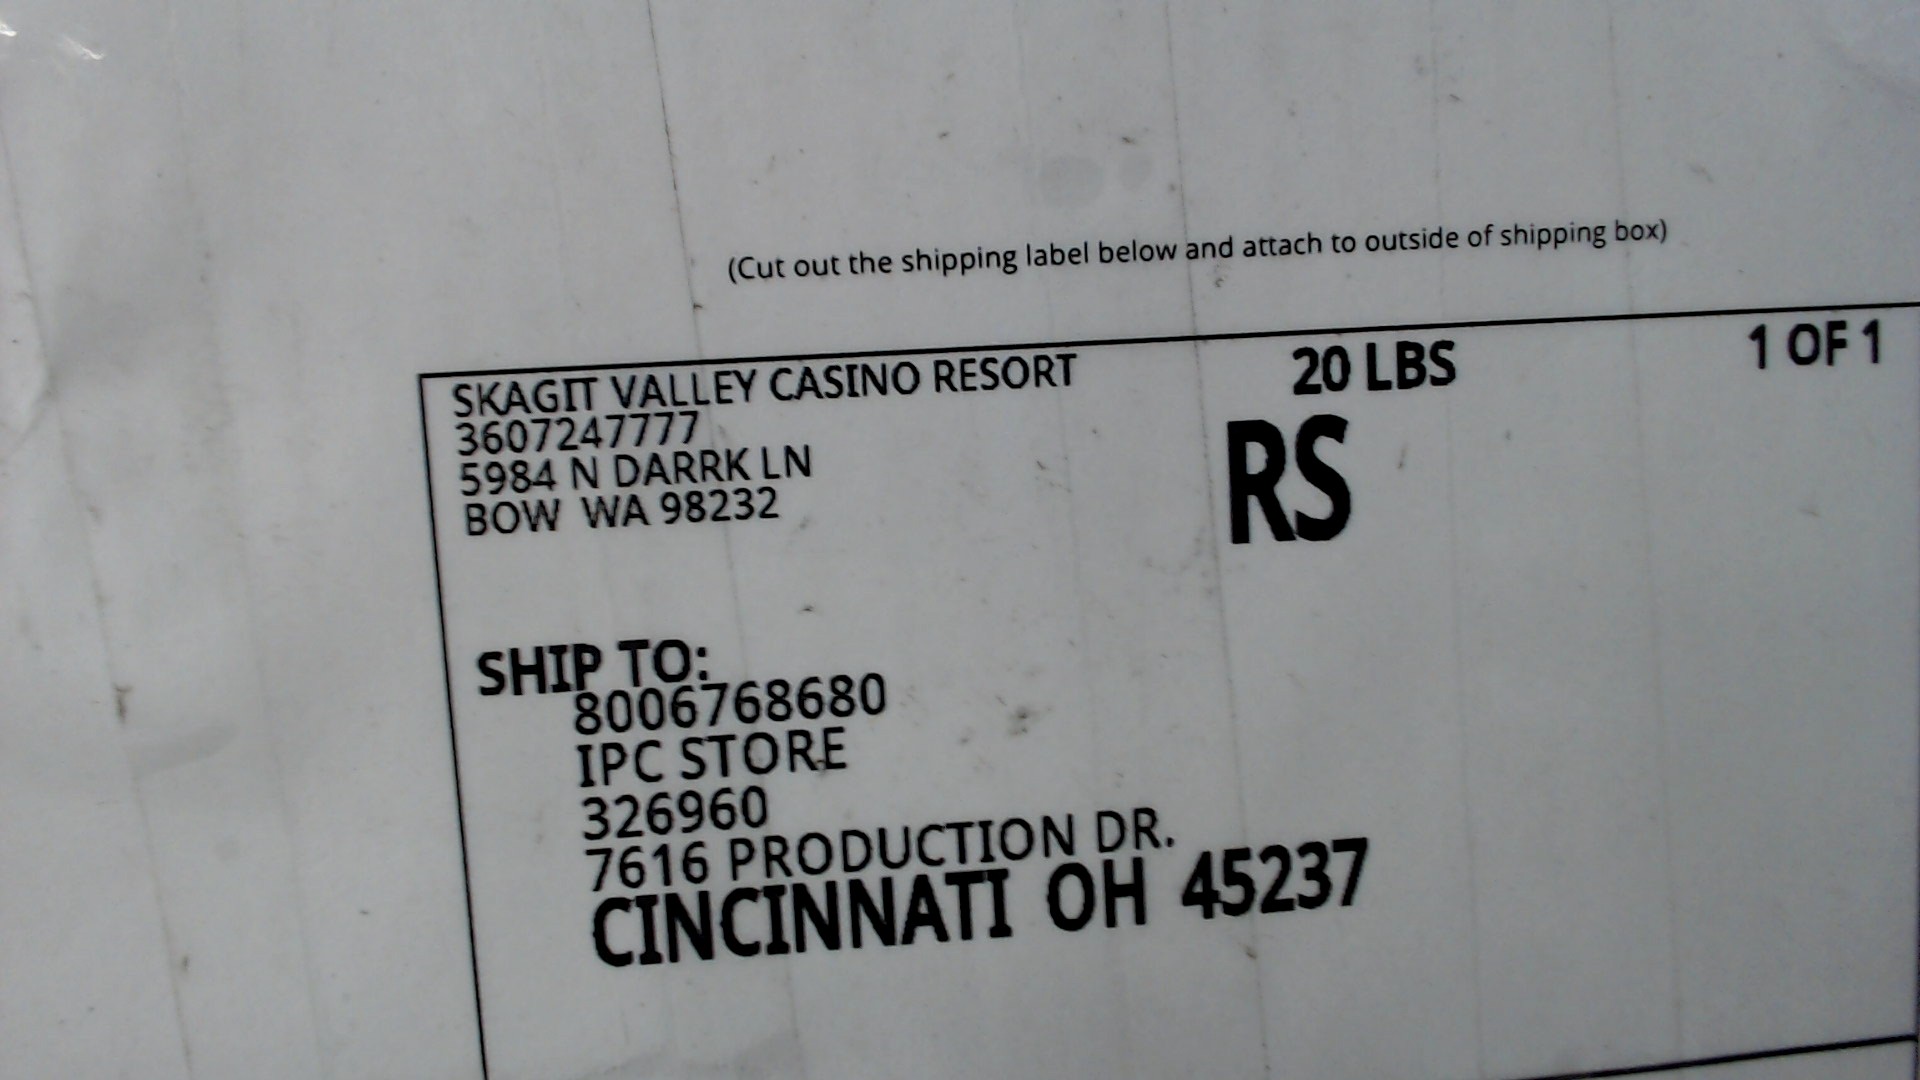 (Cut out the shipping label below and attach to outside of shipping box)
SKAGIT VALLEY CASINO RESORT
3607247777
5984 N DARRK LN
BOW WA 98232
20 LBS
1 OF 1
RS
SHIP TO:
8006768680
IPC STORE
326960
7616 PRODUCTION DR.
CINCINNATI OH 45237